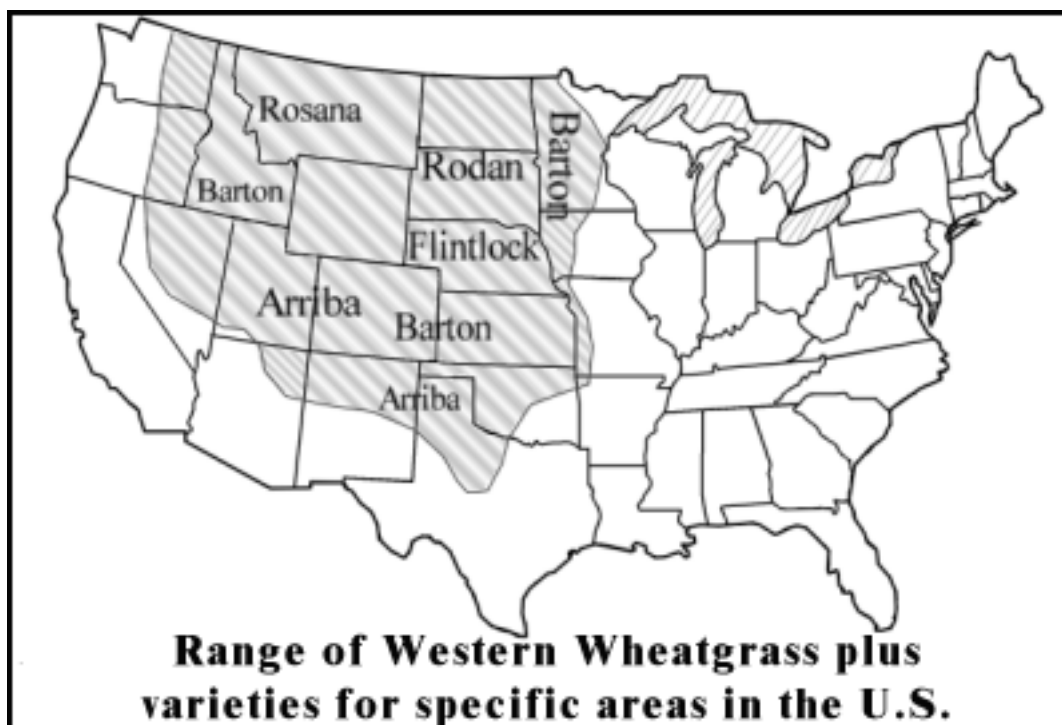 Rosana
Barton
Rodan
Barton
Flintlock
Arriba
Barton
Arriba
Range of Western Wheatgrass plus
varieties for specific areas in the U.S.